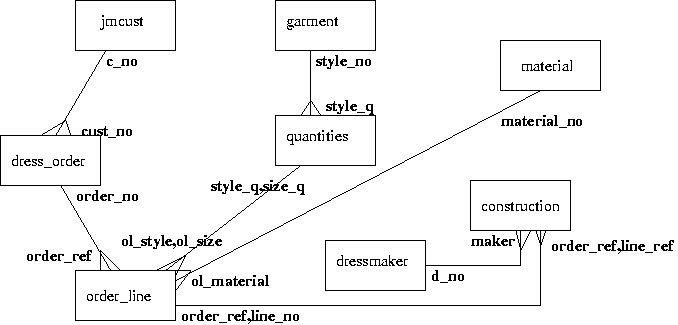 jmcust
garment
c_no
style_no
material
style_q
material_no
cust_no
quantities
dress_order
style_q,size_q
order_no
construction
ol_style,ol_size
maker
order_ref,line_ref
order_ref
dressmaker
ol_material
d_no
order_line
order_ref,line_no